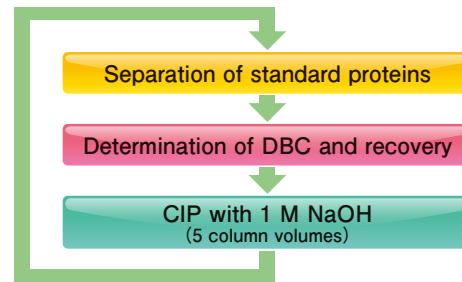 Separation of standard proteins
Determination of DBC and recovery
CIP with 1 M NaOH
(5 column volumes)